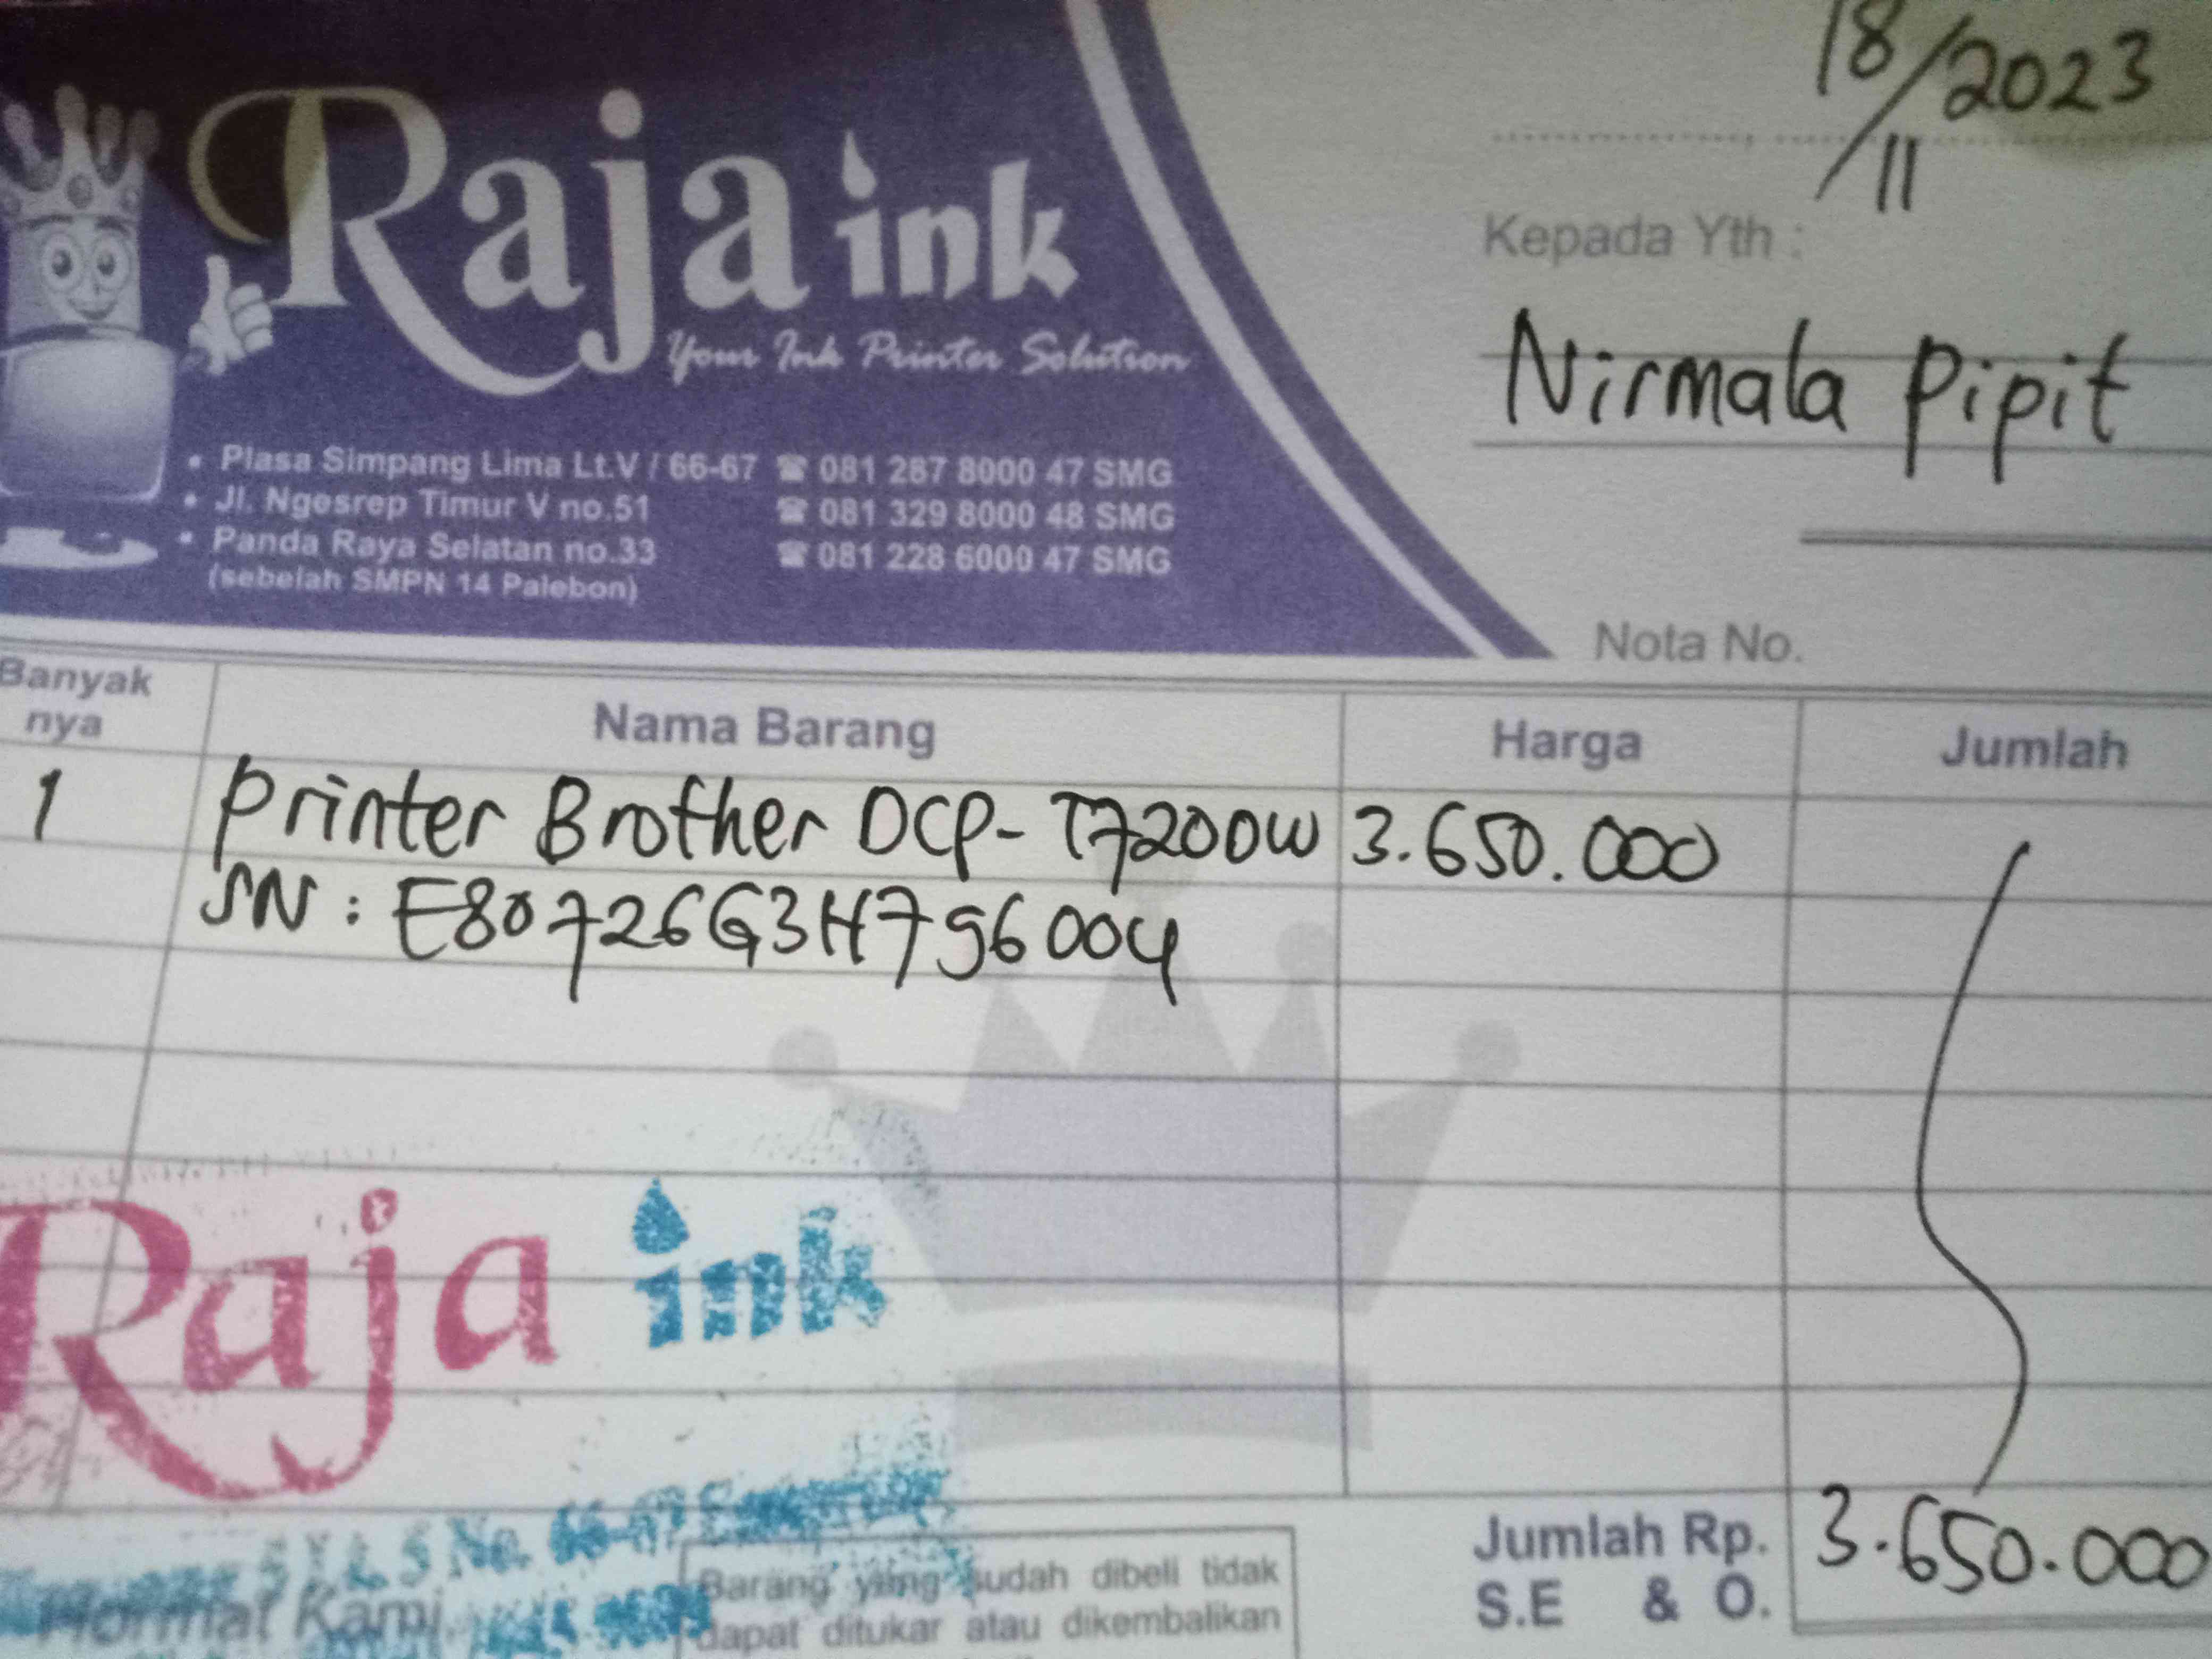 18/11/2023
Raja ink
Your Ink Printer Solution
• Plasa Simpang Lima Lt.V / 66-67 ☎ 081 287 8000 47 SMG
• Jl. Ngesrep Timur V no.51 ☎ 081 329 8000 48 SMG
• Panda Raya Selatan no.33 ☎ 081 228 6000 47 SMG
(sebelah SMPN 14 Palebon)
Kepada Yth :
Nirmala Pipit
Nota No.
Banyak nya Nama Barang Harga Jumlah
1 Printer Brother DCP-T7200W 3.650.000
SN : E80726G3H796004
Raja ink
No. 66-67
Jumlah Rp. 3.650.000
S.E & O.
Hormat Kami
Barang yang sudah dibeli tidak
dapat ditukar atau dikembalikan